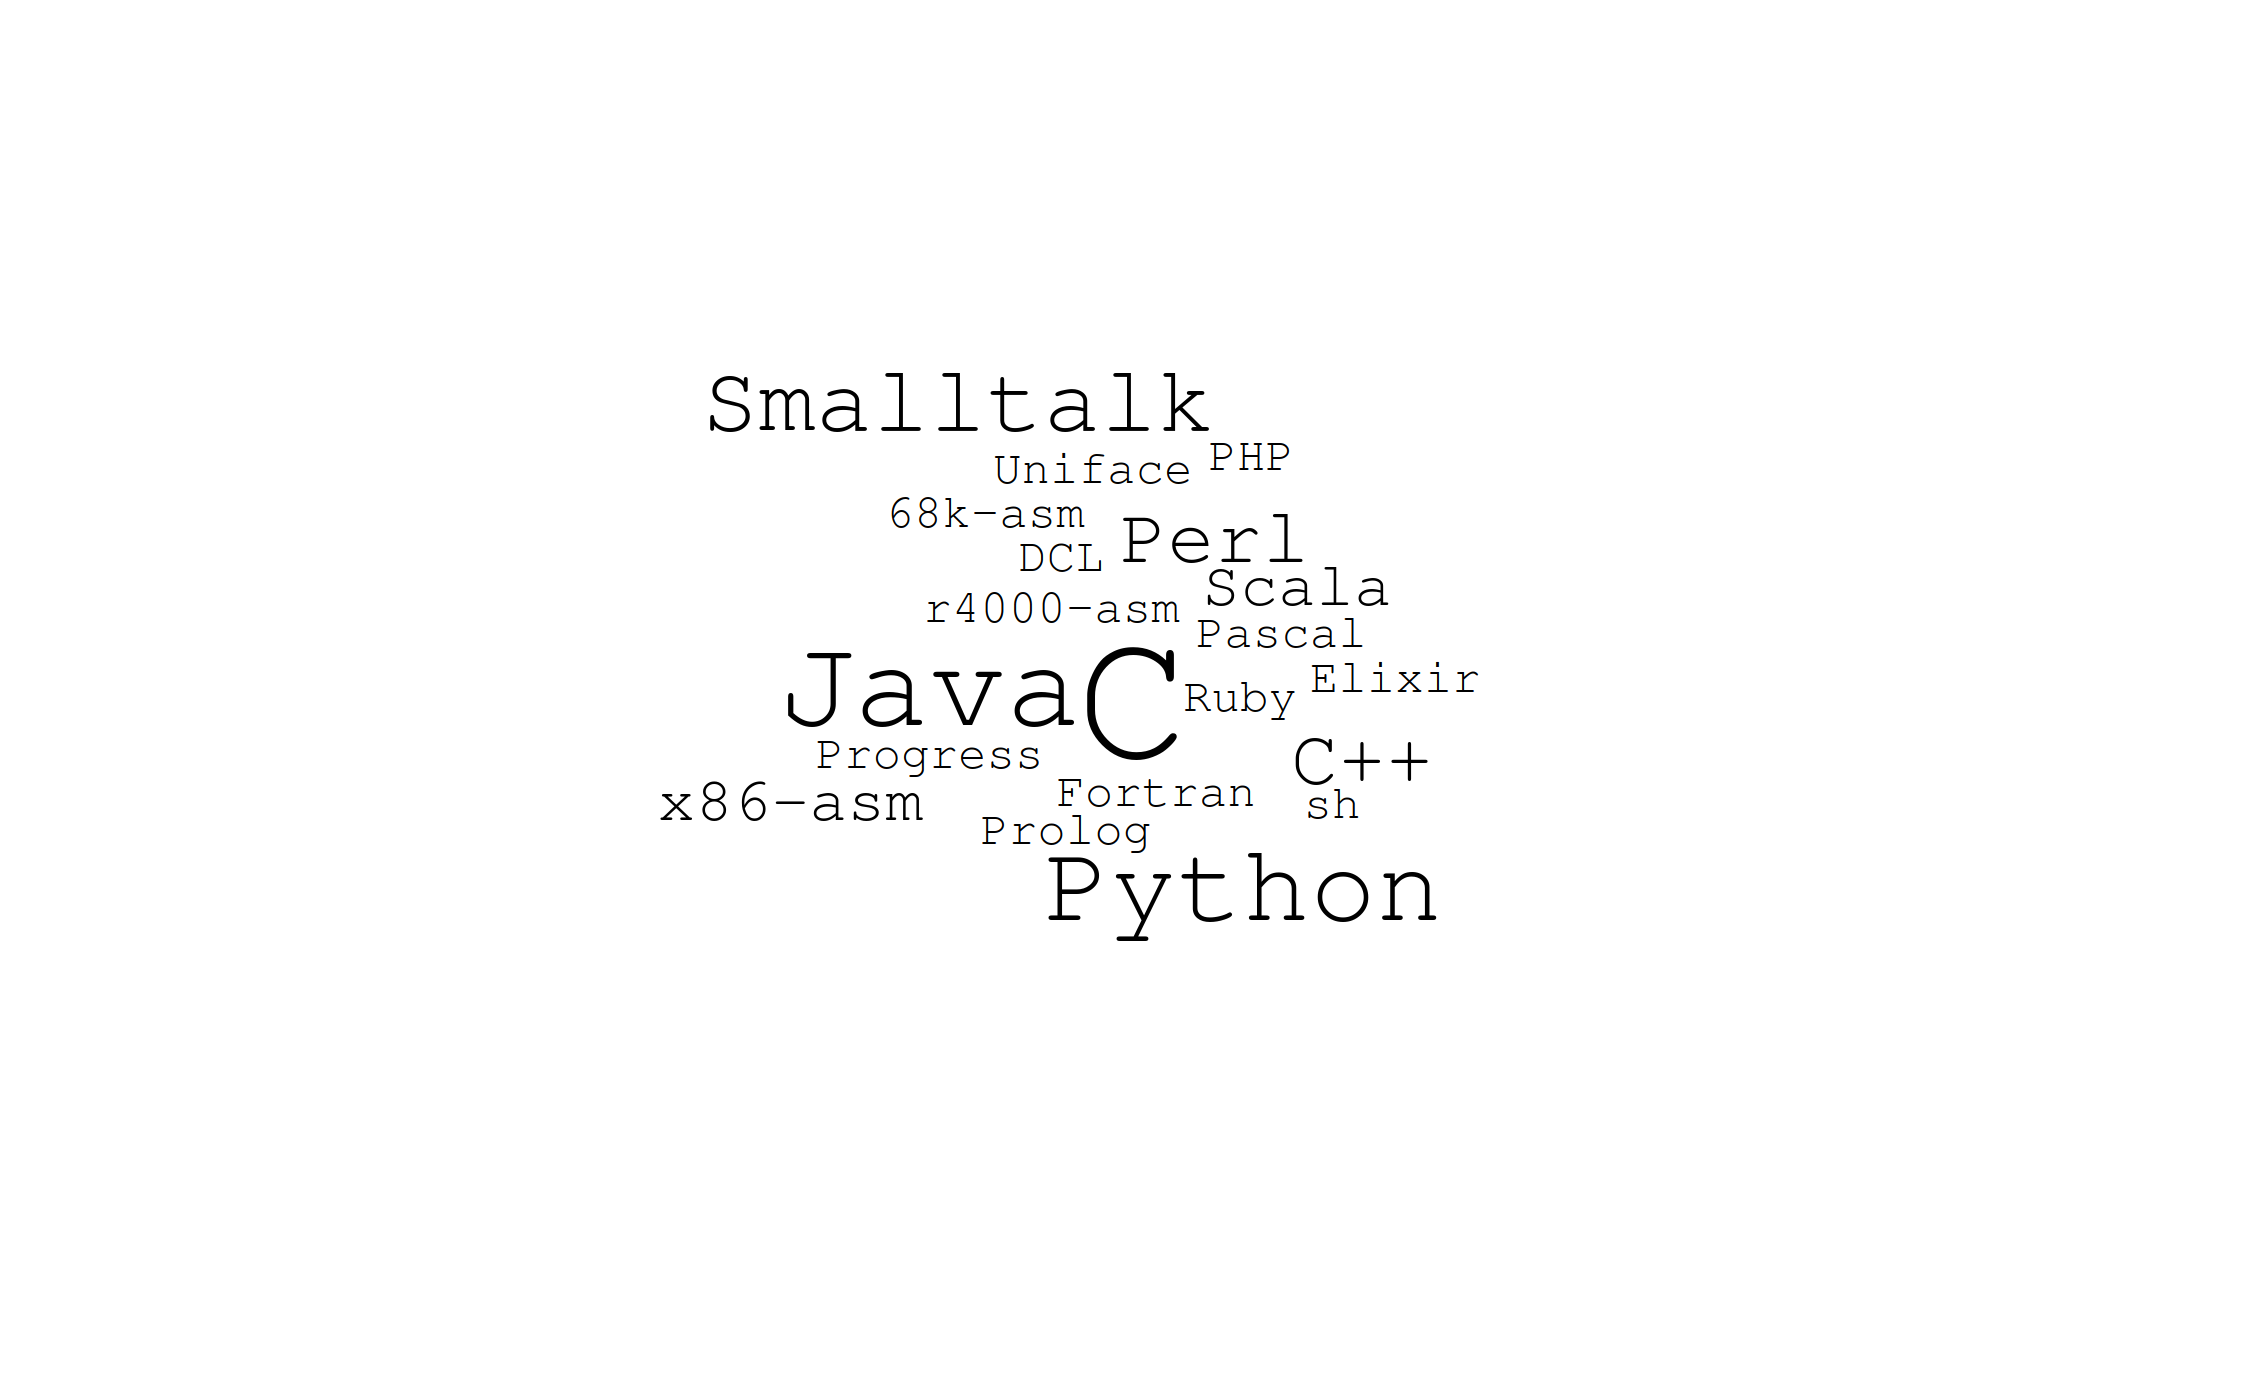 Smalltalk
PHP
Uniface
68k-asm
Perl
DCL
Scala
r4000-asm
Pascal
Java
C
Elixir
Ruby
Progress
C++
x86-asm
Fortran
sh
Prolog
Python